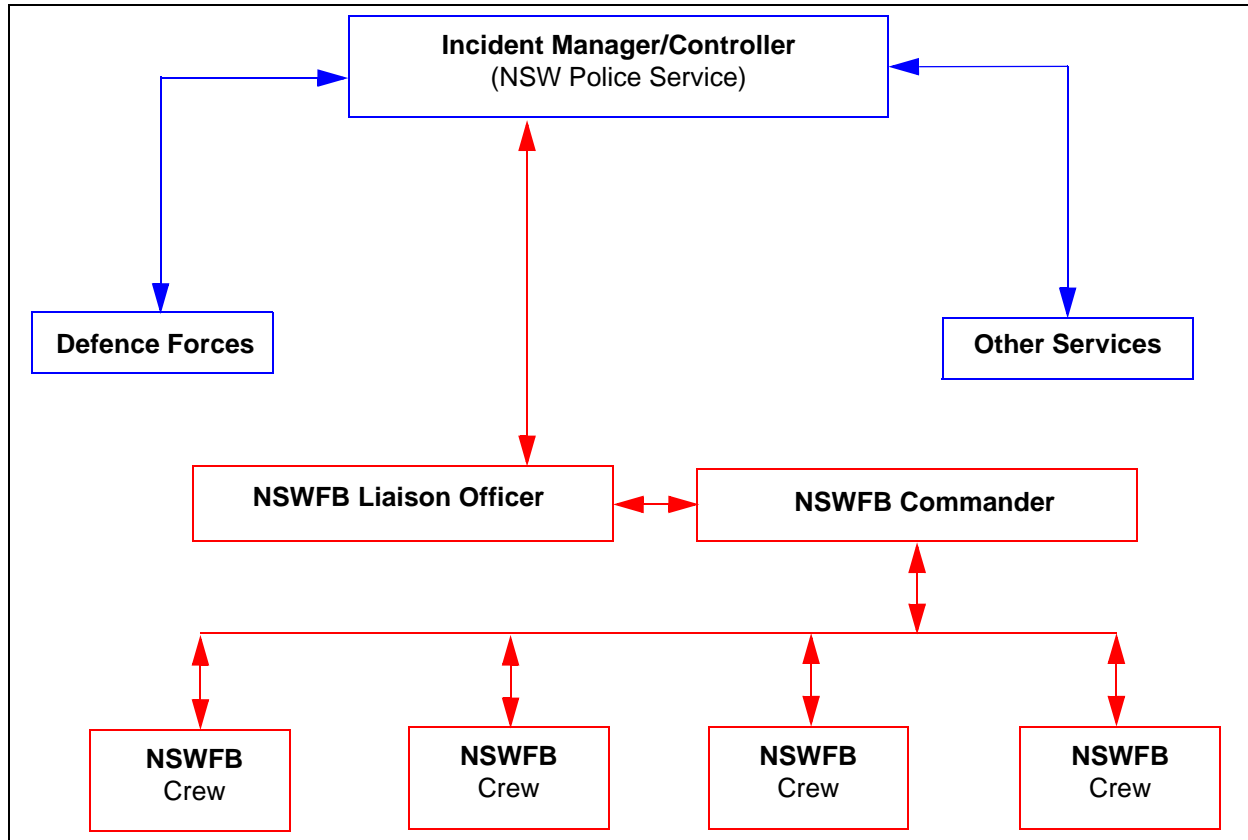 Incident Manager/Controller
(NSW Police Service)
Defence Forces
Other Services
NSWFB Liaison Officer
NSWFB Commander
NSWFB
Crew
NSWFB
Crew
NSWFB
Crew
NSWFB
Crew